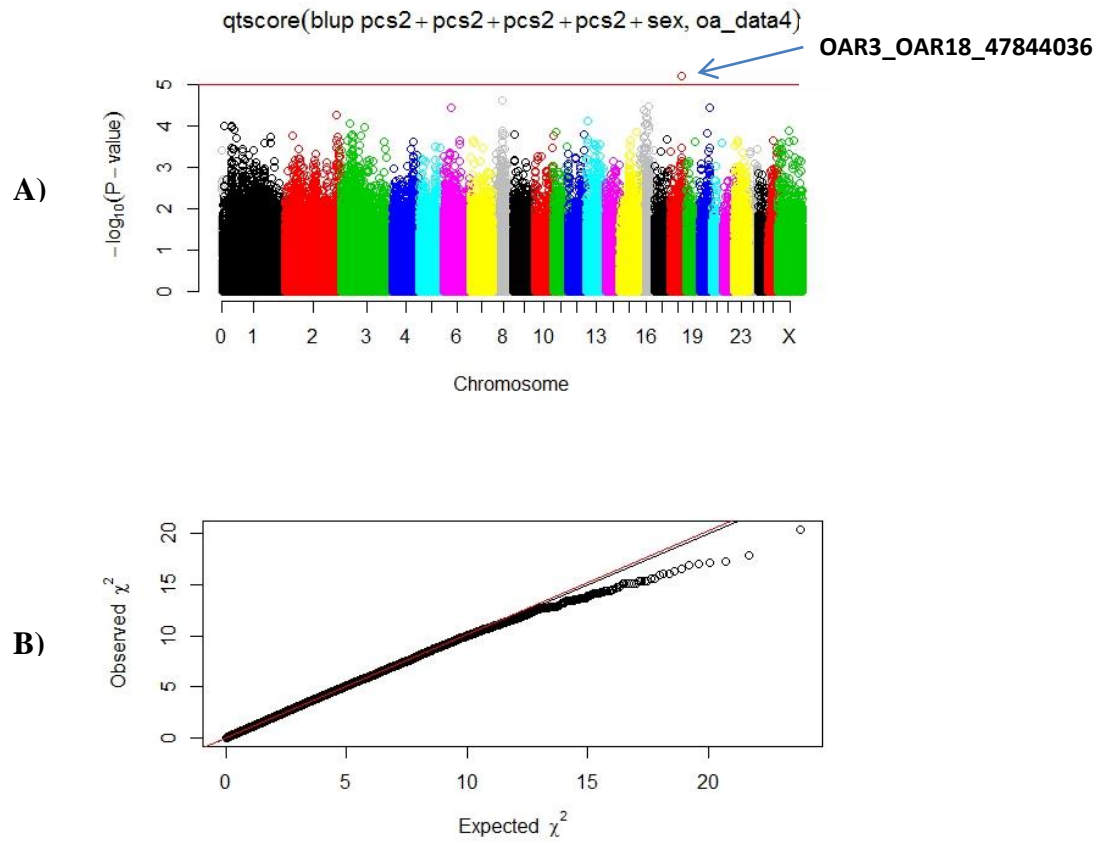 qtscore(blup pcs2 + pcs2 + pcs2 + pcs2 + sex, oa_data4)
OAR3_OAR18_47844036
A)
−log10(P − value)
5
4
3
2
1
0
0 1 2 3 4 6 8 10 13 16 19 23 X
Chromosome
B)
Observed χ2
20
15
10
5
0
0 5 10 15 20
Expected χ2